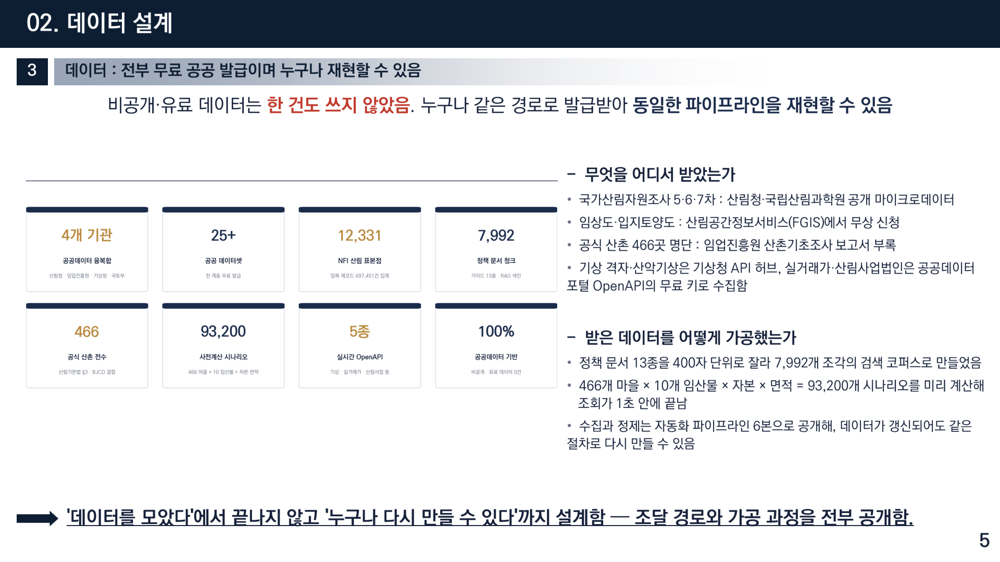 02. 데이터 설계
3
데이터 : 전부 무료 공공 발급이며 누구나 재현할 수 있음
비공개·유료 데이터는 한 건도 쓰지 않았음. 누구나 같은 경로로 발급받아 동일한 파이프라인을 재현할 수 있음
4개 기관
공공데이터 융복합
산림청 · 임업진흥원 · 기상청 · 국토부
25+
공공 데이터셋
전 계층 무료 발급
12,331
NFI 산림 표본점
임목 레코드 697,451건 집계
7,992
정책 문서 청크
가이드 13종 · RAG 색인
466
공식 산촌 전수
산림기본법 §3 · BJCD 결합
93,200
사전계산 시나리오
466 마을 × 10 임산물 × 자본·면적
5종
실시간 OpenAPI
기상 · 실거래가 · 산림사업 등
100%
공공데이터 기반
비공개 · 유료 데이터 0건
– 무엇을 어디서 받았는가
• 국가산림자원조사 5·6·7차 : 산림청·국립산림과학원 공개 마이크로데이터
• 임상도·입지토양도 : 산림공간정보서비스(FGIS)에서 무상 신청
• 공식 산촌 466곳 명단 : 임업진흥원 산촌기초조사 보고서 부록
• 기상 격자·산악기상은 기상청 API 허브, 실거래가·산림사업법인은 공공데이터
포털 OpenAPI의 무료 키로 수집함
– 받은 데이터를 어떻게 가공했는가
• 정책 문서 13종을 400자 단위로 잘라 7,992개 조각의 검색 코퍼스로 만들었음
• 466개 마을 × 10개 임산물 × 자본 × 면적 = 93,200개 시나리오를 미리 계산해
조회가 1초 안에 끝남
• 수집과 정제는 자동화 파이프라인 6본으로 공개해, 데이터가 갱신되어도 같은
절차로 다시 만들 수 있음
'데이터를 모았다'에서 끝나지 않고 '누구나 다시 만들 수 있다'까지 설계함 — 조달 경로와 가공 과정을 전부 공개함.
5